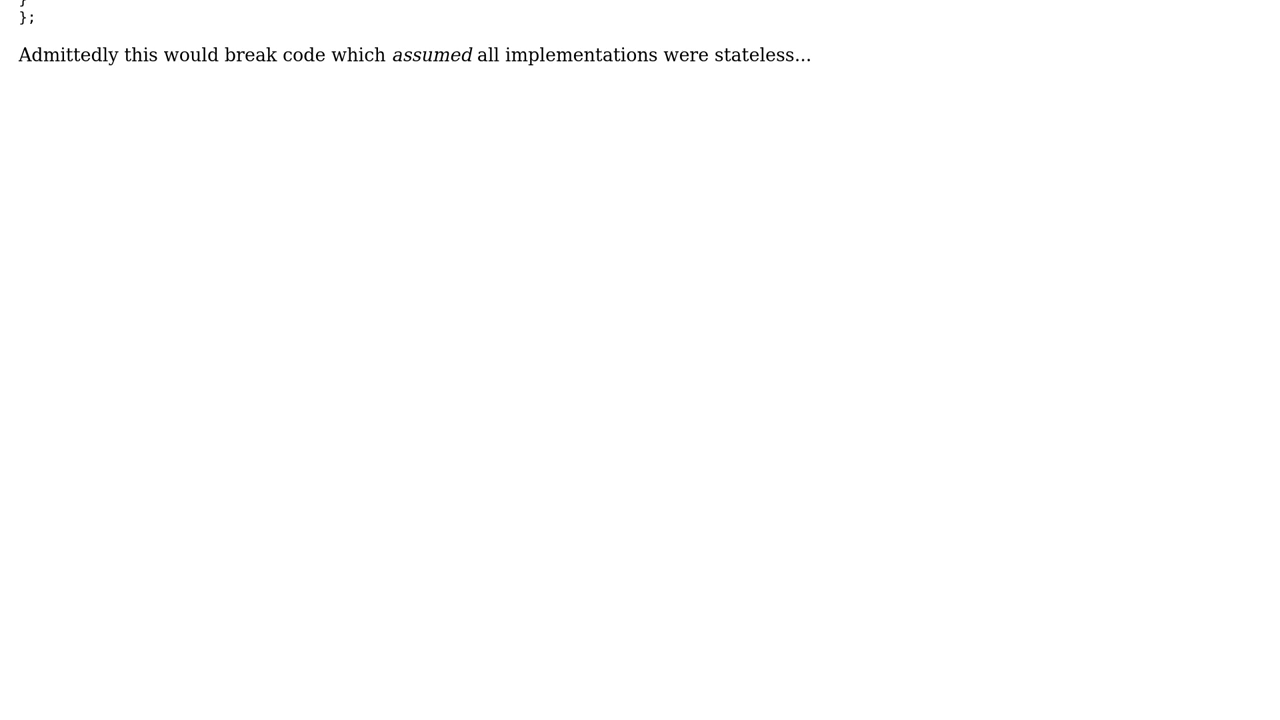 }
};
Admittedly this would break code which assumed all implementations were stateless...